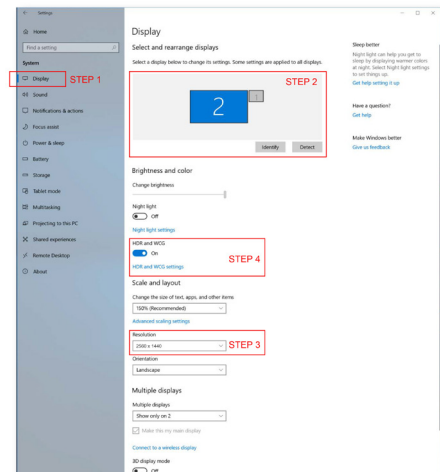 Settings
Home
Find a setting
System
Display
STEP 1
Sound
Notifications & actions
Focus assist
Power & sleep
Battery
Storage
Tablet mode
Multitasking
Projecting to this PC
Shared experiences
Remote Desktop
About
Display
Select and rearrange displays
Select a display below to change its settings. Some settings are applied to all displays.
STEP 2
2
1
Identify
Detect
Brightness and color
Change brightness
Night light
Off
Night light settings
HDR and WCG
On
STEP 4
HDR and WCG settings
Scale and layout
Change the size of text, apps, and other items
150% (Recommended)
Advanced scaling settings
Resolution
2560 x 1440
STEP 3
Orientation
Landscape
Multiple displays
Multiple displays
Show only on 2
Make this my main display
Connect to a wireless display
3D display mode
Off
Sleep better
Night light can help you get to
sleep by displaying warmer colors
at night. Select Night light settings
to set things up.
Get help setting it up
Have a question?
Get help
Make Windows better
Give us feedback